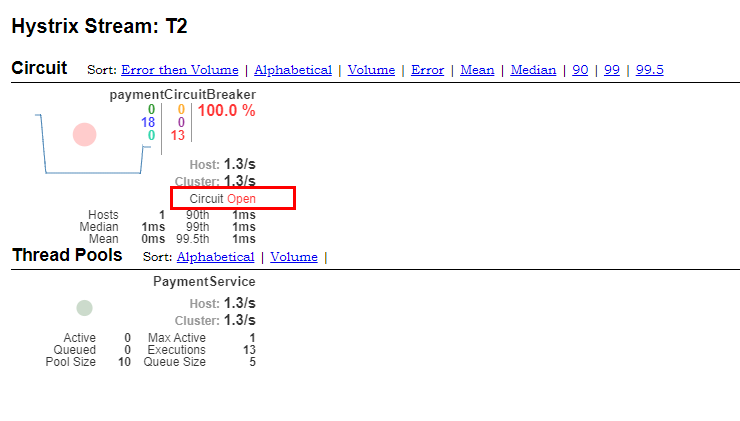 Hystrix Stream: T2
Circuit Sort: Error then Volume | Alphabetical | Volume | Error | Mean | Median | 90 | 99 | 99.5
paymentCircuitBreaker
0 0 100.0 %
18 0
0 13
Host: 1.3/s
Cluster: 1.3/s
Circuit Open
Hosts 1 90th 1ms
Median 1ms 99th 1ms
Mean 0ms 99.5th 1ms
Thread Pools Sort: Alphabetical | Volume |
PaymentService
Host: 1.3/s
Cluster: 1.3/s
Active 0 Max Active 1
Queued 0 Executions 13
Pool Size 10 Queue Size 5